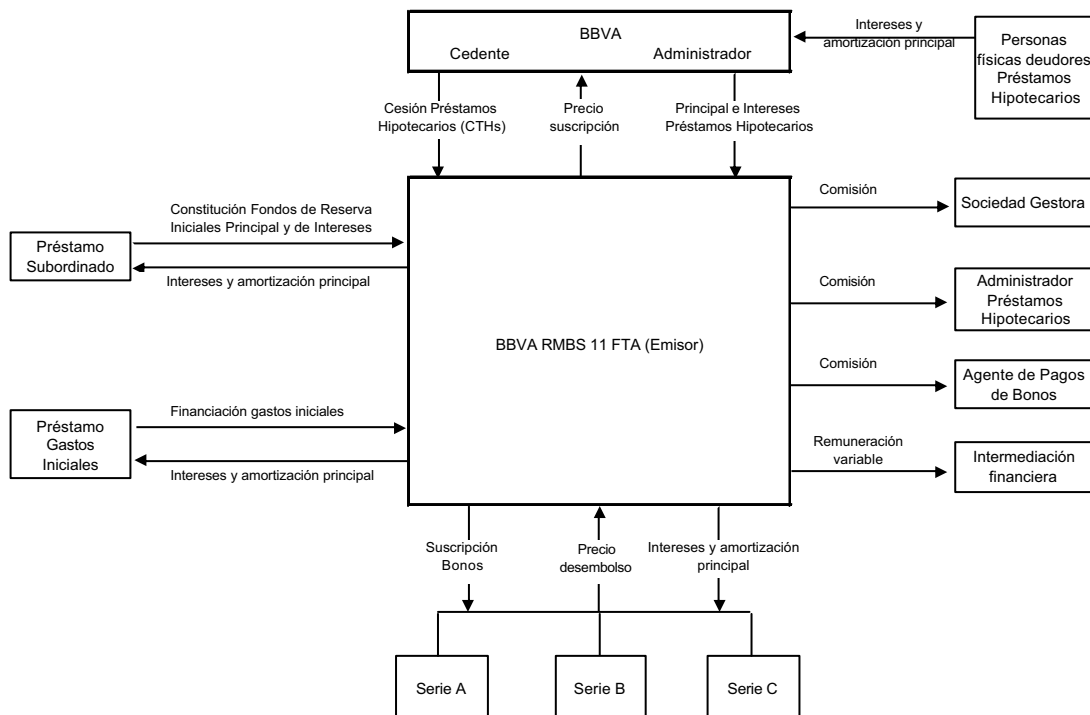 BBVA
Cedente
Administrador
Intereses y
amortización principal
Personas
físicas deudores
Préstamos
Hipotecarios
Cesión Préstamos
Hipotecario (CTHs)
Precio
suscripción
Principal e Intereses
Préstamos Hipotecarios
Constitución Fondos de Reserva
Iniciales Principal y de Intereses
Préstamo
Subordinado
Intereses y amortización principal
Comisión
Sociedad Gestora
Comisión
Administrador
Préstamos
Hipotecarios
BBVA RMBS 11 FTA (Emisor)
Comisión
Agente de Pagos
de Bonos
Financiación gastos iniciales
Préstamo
Gastos
Iniciales
Intereses y amortización principal
Remuneración
variable
Intermediación
financiera
Suscripción
Bonos
Precio
desembolso
Intereses y amortización
principal
Serie A
Serie B
Serie C